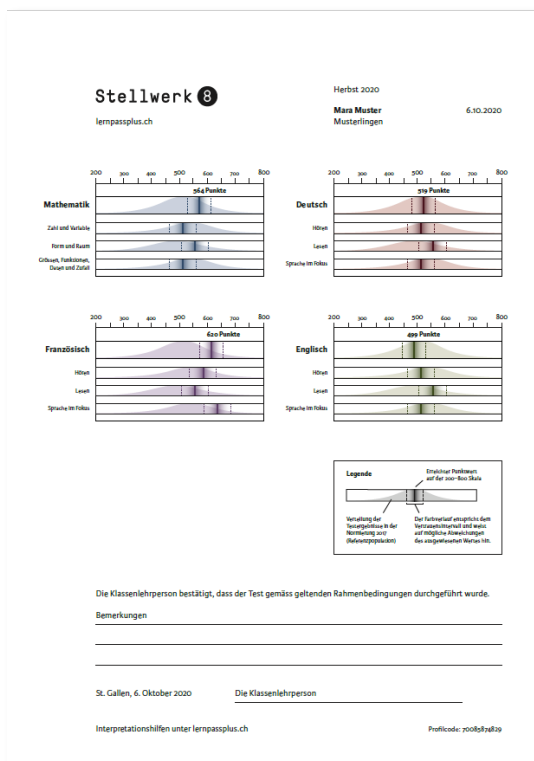 Stellwerk 8
lernpassplus.ch
Herbst 2020
Mara Muster 6.10.2020
Musterlingen
200 300 400 500 600 700 800
564 Punkte
Mathematik
Zahl und Variable
Form und Raum
Grössen, Funktionen,
Daten und Zufall
200 300 400 500 600 700 800
519 Punkte
Deutsch
Hören
Lesen
Sprache im Fokus
200 300 400 500 600 700 800
620 Punkte
Französisch
Hören
Lesen
Sprache im Fokus
200 300 400 500 600 700 800
499 Punkte
Englisch
Hören
Lesen
Sprache im Fokus
Legende
Erreichter Punktwert
auf der 200–800 Skala
Verteilung der
Testergebnisse in der
Normierung 2017
(Referenzpopulation)
Der Farbverlauf entspricht dem
Vertrauensintervall und weist
auf mögliche Abweichungen
des ausgewiesenen Wertes hin.
Die Klassenlehrperson bestätigt, dass der Test gemäss geltenden Rahmenbedingungen durchgeführt wurde.
Bemerkungen
St. Gallen, 6. Oktober 2020 Die Klassenlehrperson
Interpretationshilfen unter lernpassplus.ch Profilcode: 70085874829